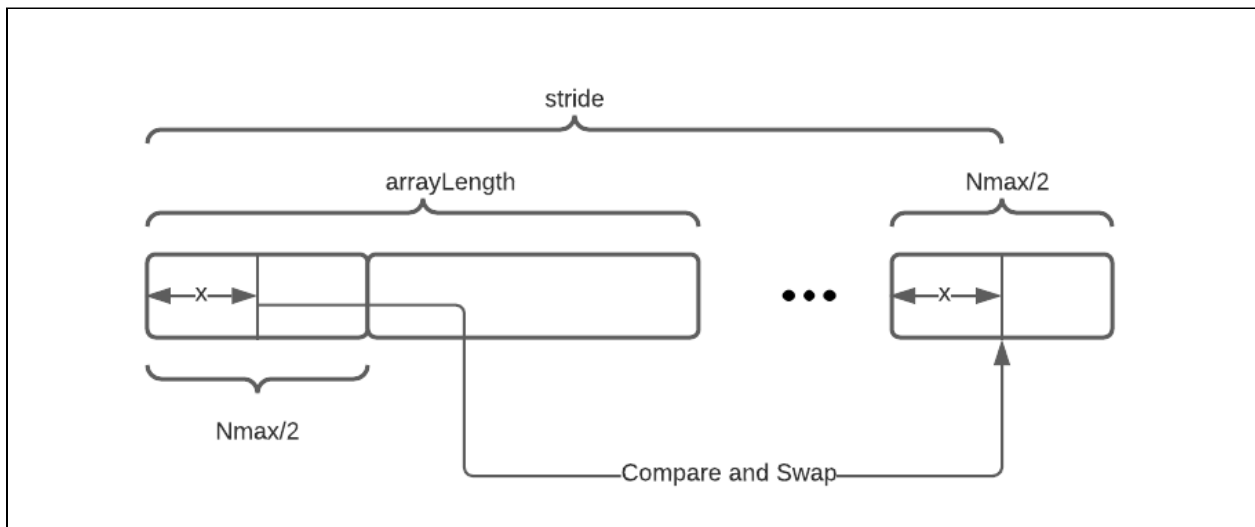 stride
arrayLength
Nmax/2
x
x
Nmax/2
Compare and Swap